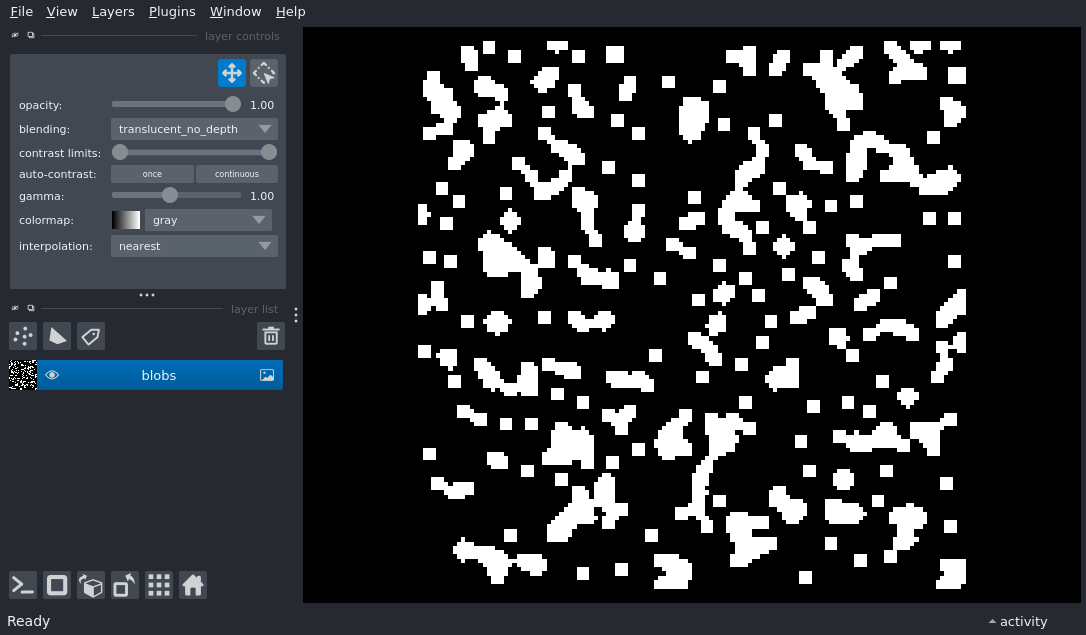 File View Layers Plugins Window Help
layer controls
opacity: 1.00
blending: translucent_no_depth
contrast limits:
auto-contrast: once continuous
gamma: 1.00
colormap: gray
interpolation: nearest
layer list
blobs
Ready
activity